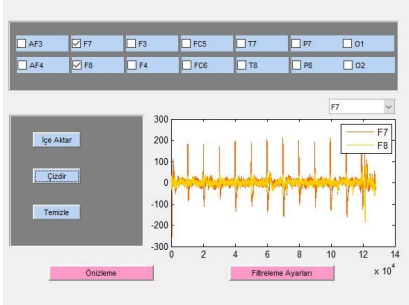 AF3 F7 F3 FC5 T7 P7 O1
AF4 F8 F4 FC6 T8 P8 O2
F7
İçe Aktar
Çizdir
Temizle
300
200
100
0
-100
-200
-300
F7
F8
0 2 4 6 8 10 12 14
x 10^4
Önizleme
Filtreleme Ayarları